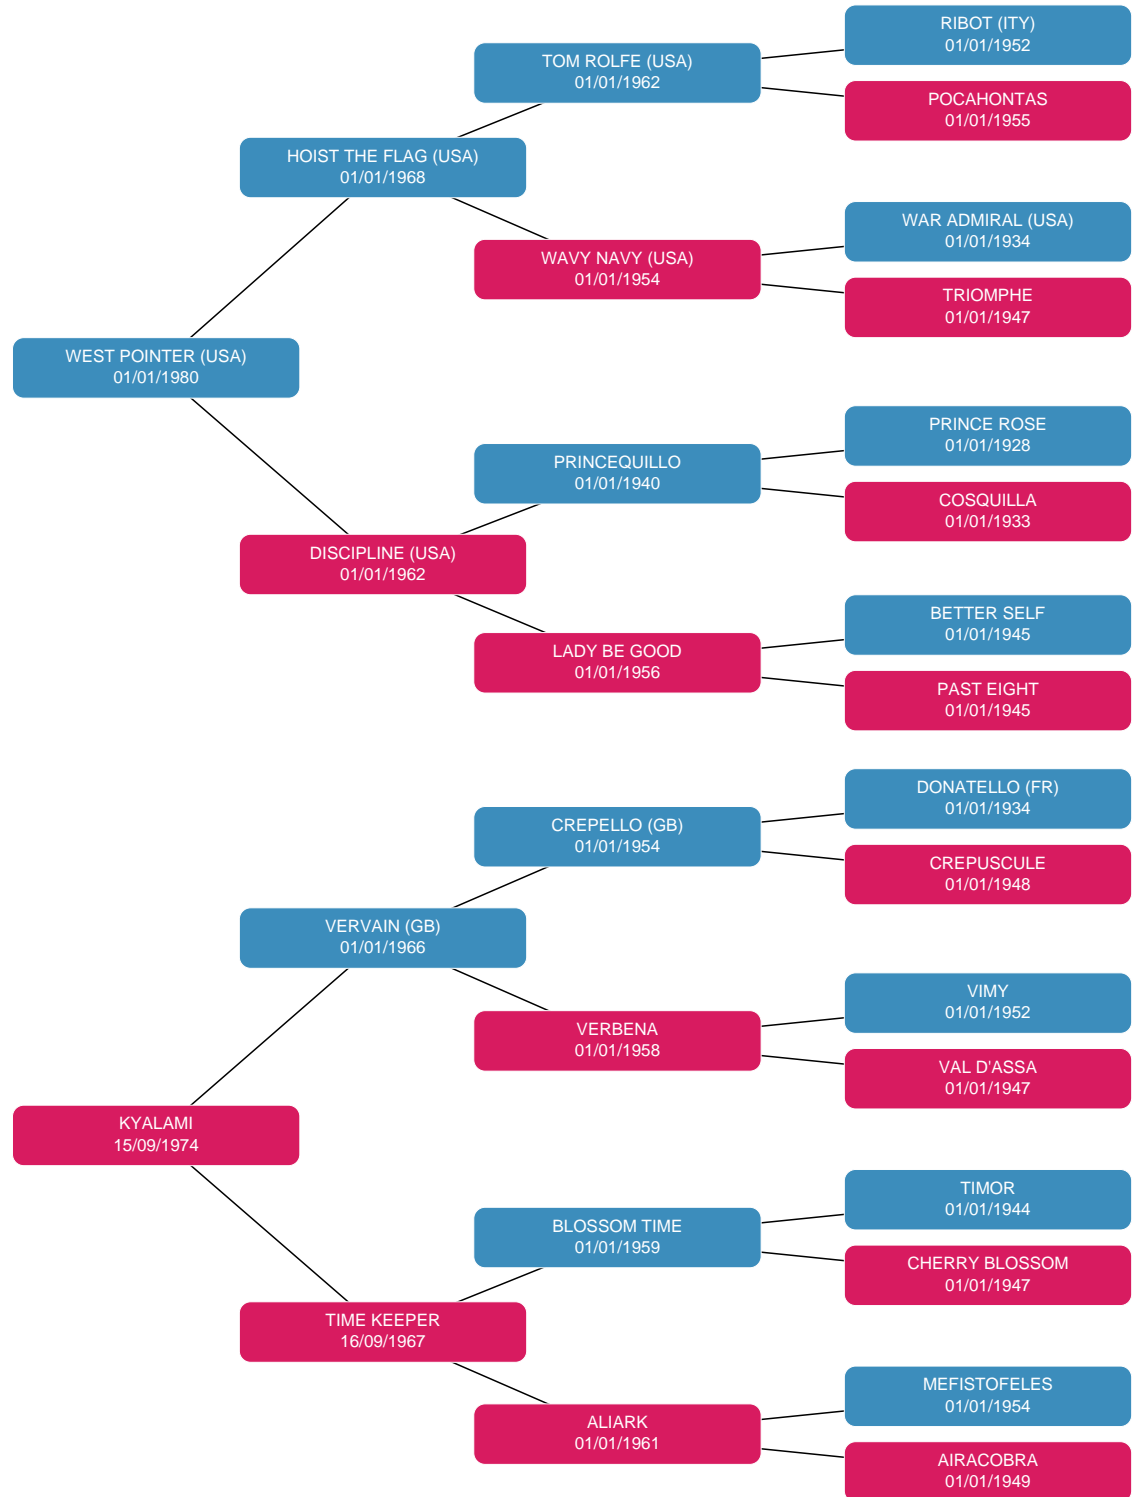 RIBOT (ITY)
01/01/1952
TOM ROLFE (USA)
01/01/1962
POCAHONTAS
01/01/1955
HOIST THE FLAG (USA)
01/01/1968
WAR ADMIRAL (USA)
01/01/1934
WAVY NAVY (USA)
01/01/1954
TRIOMPHE
01/01/1947
WEST POINTER (USA)
01/01/1980
PRINCE ROSE
01/01/1928
PRINCEQUILLO
01/01/1940
COSQUILLA
01/01/1933
DISCIPLINE (USA)
01/01/1962
BETTER SELF
01/01/1945
LADY BE GOOD
01/01/1956
PAST EIGHT
01/01/1945
DONATELLO (FR)
01/01/1934
CREPELLO (GB)
01/01/1954
CREPUSCULE
01/01/1948
VERVAIN (GB)
01/01/1966
VIMY
01/01/1952
VERBENA
01/01/1958
VAL D'ASSA
01/01/1947
KYALAMI
15/09/1974
TIMOR
01/01/1944
BLOSSOM TIME
01/01/1959
CHERRY BLOSSOM
01/01/1947
TIME KEEPER
16/09/1967
MEFISTOFELES
01/01/1954
ALIARK
01/01/1961
AIRACOBRA
01/01/1949